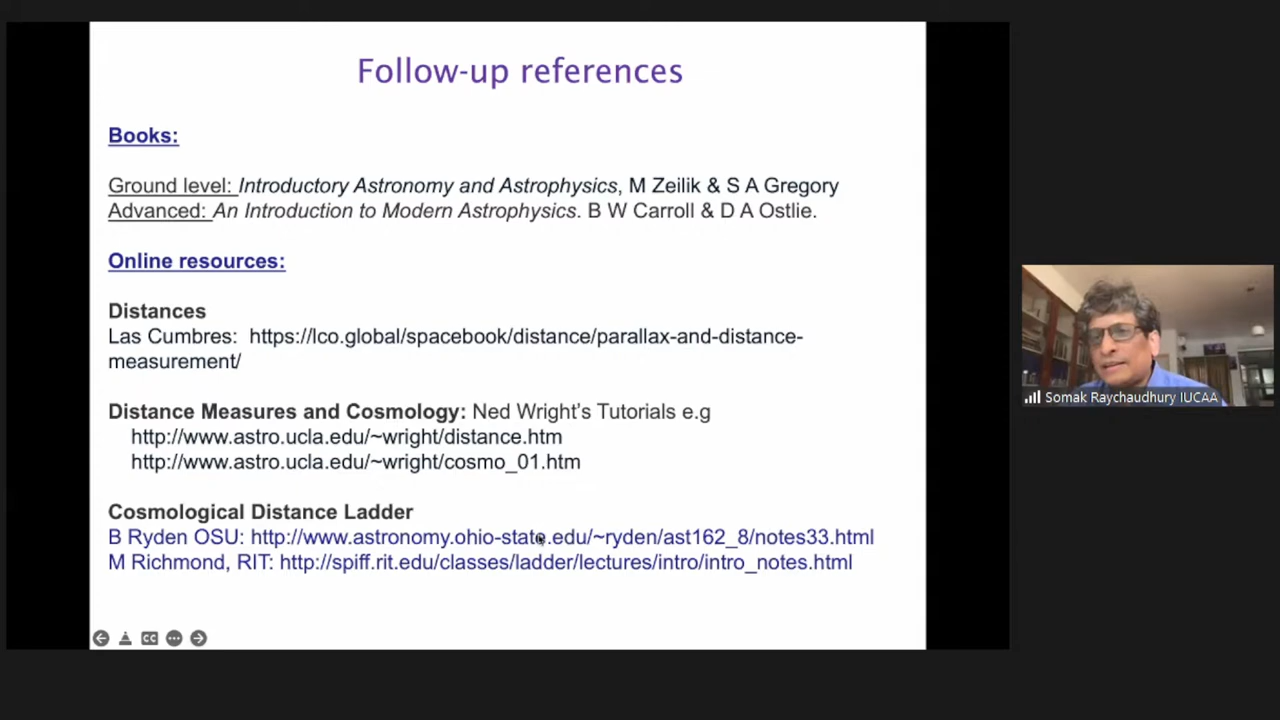 Follow-up references
Books:
Ground level: Introductory Astronomy and Astrophysics, M Zeilik & S A Gregory
Advanced: An Introduction to Modern Astrophysics. B W Carroll & D A Ostlie.
Online resources:
Distances
Las Cumbres: https://lco.global/spacebook/distance/parallax-and-distance-
measurement/
Distance Measures and Cosmology: Ned Wright's Tutorials e.g
http://www.astro.ucla.edu/~wright/distance.htm
http://www.astro.ucla.edu/~wright/cosmo_01.htm
Cosmological Distance Ladder
B Ryden OSU: http://www.astronomy.ohio-state.edu/~ryden/ast162_8/notes33.html
M Richmond, RIT: http://spiff.rit.edu/classes/ladder/lectures/intro/intro_notes.html
CC
Somak Raychaudhury IUCAA